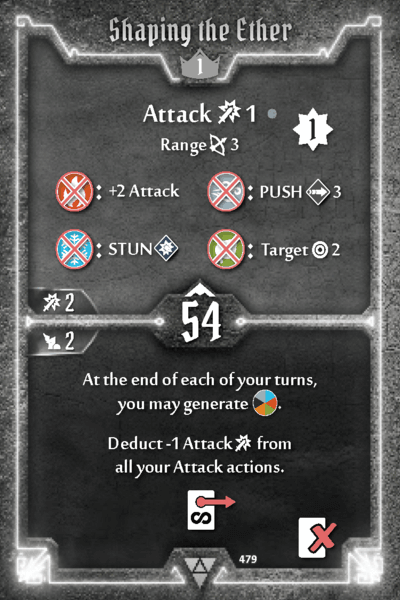 Shaping the Ether
1
Attack 1
1
Range 3
: +2 Attack
: PUSH 3
: STUN
: Target 2
2
54
2
At the end of each of your turns,
you may generate .
Deduct -1 Attack from
all your Attack actions.
479